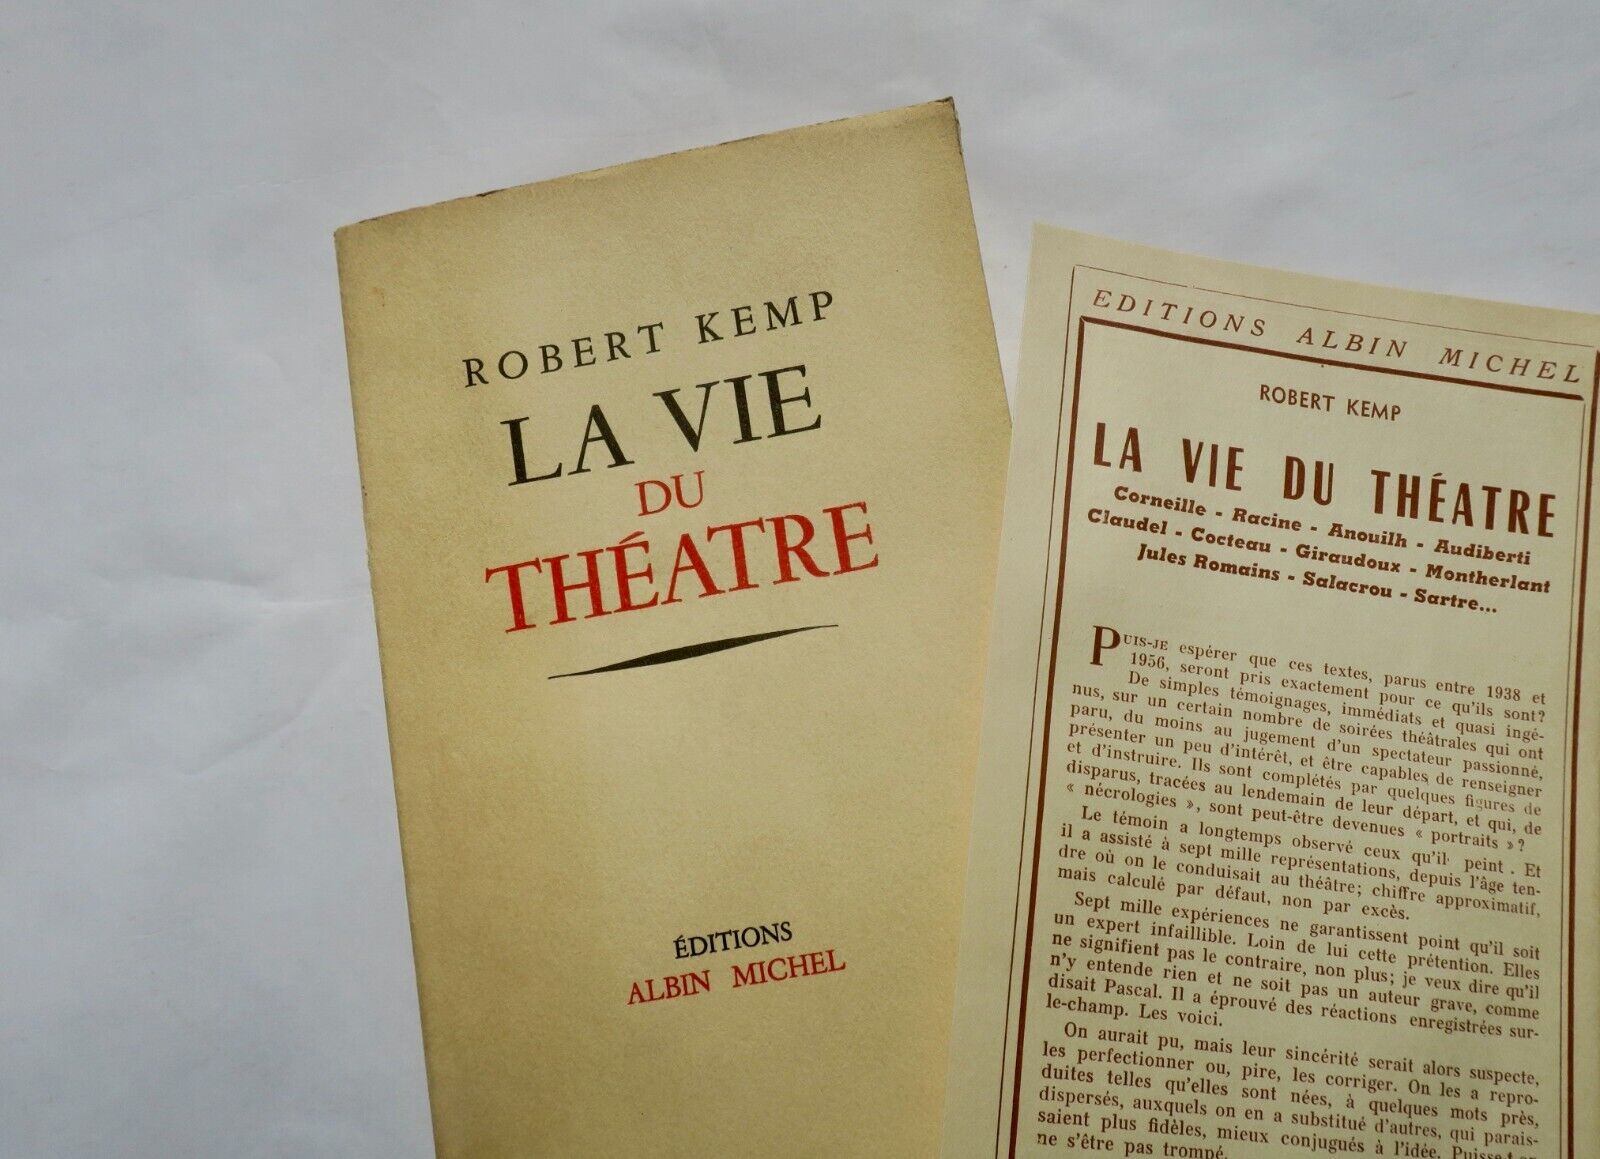 ROBERT KEMP
LA VIE
DU
THÉATRE
ÉDITIONS
ALBIN MICHEL
EDITIONS ALBIN MICHEL
ROBERT KEMP
LA VIE DU THÉATRE
Corneille - Racine - Anouilh - Audiberti
Claudel - Cocteau - Giraudoux - Montherlant
Jules Romains - Salacrou - Sartre...
PUIS-JE espérer que ces textes, parus entre 1938 et
1956, seront pris exactement pour ce qu'ils sont?
De simples témoignages, immédiats et quasi ingé-
nus, sur un certain nombre de soirées théâtrales qui ont
paru, du moins au jugement d'un spectateur passionné,
présenter un peu d'intérêt, et être capables de renseigner
et d'instruire. Ils sont complétés par quelques figures de
disparus, tracées au lendemain de leur départ, et qui, de
« nécrologies », sont peut-être devenues « portraits »?
Le témoin a longtemps observé ceux qu'il peint. Et
il a assisté à sept mille représentations, depuis l'âge ten-
dre où on le conduisait au théâtre; chiffre approximatif,
mais calculé par défaut, non par excès.
Sept mille expériences ne garantissent point qu'il soit
un expert infaillible. Loin de lui cette prétention. Elles
ne signifient pas le contraire, non plus; je veux dire qu'il
n'y entende rien et ne soit pas un auteur grave, comme
disait Pascal. Il a éprouvé des réactions enregistrées sur-
le-champ. Les voici.
On aurait pu, mais leur sincérité serait alors suspecte,
les perfectionner ou, pire, les corriger. On les a repro-
duites telles qu'elles sont nées, à quelques mots près,
dispersés, auxquels on en a substitué d'autres, qui parais-
saient plus fidèles, mieux conjugués à l'idée.
ne s'être pas trompé.